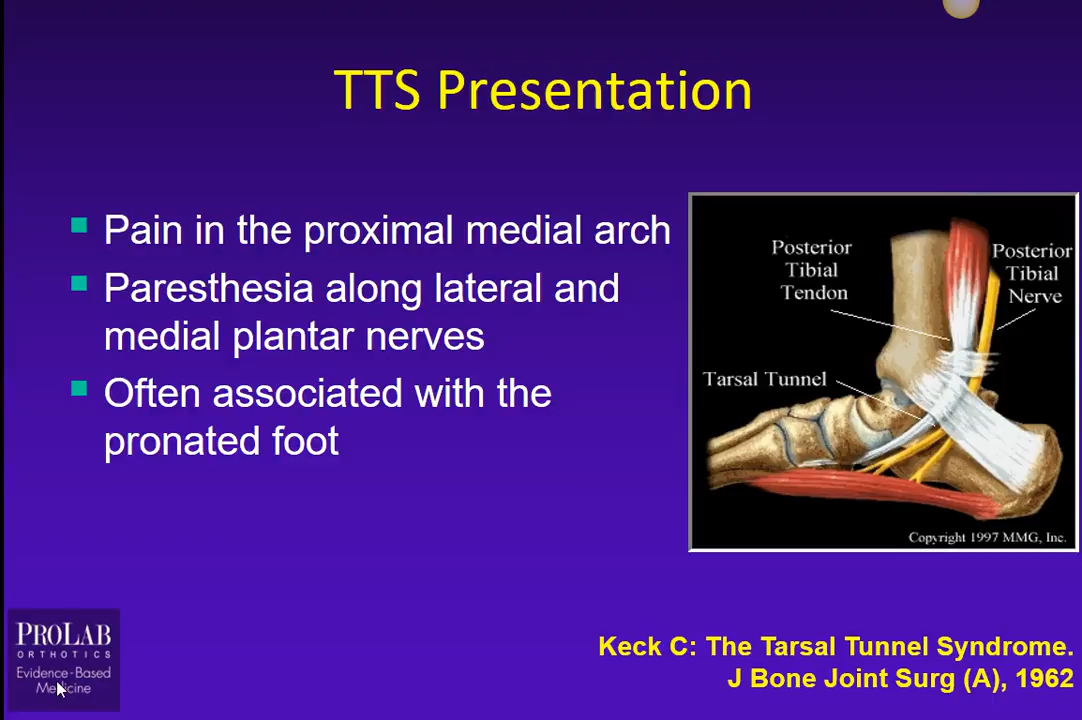 TTS Presentation
Pain in the proximal medial arch
Paresthesia along lateral and
medial plantar nerves
Often associated with the
pronated foot
Posterior
Tibial
Tendon
Posterior
Tibial
Nerve
Tarsal Tunnel
Copyright 1997 MMG, Inc.
PROLAB
ORTHOTICS
Evidence-Based
Medicine
Keck C: The Tarsal Tunnel Syndrome.
J Bone Joint Surg (A), 1962